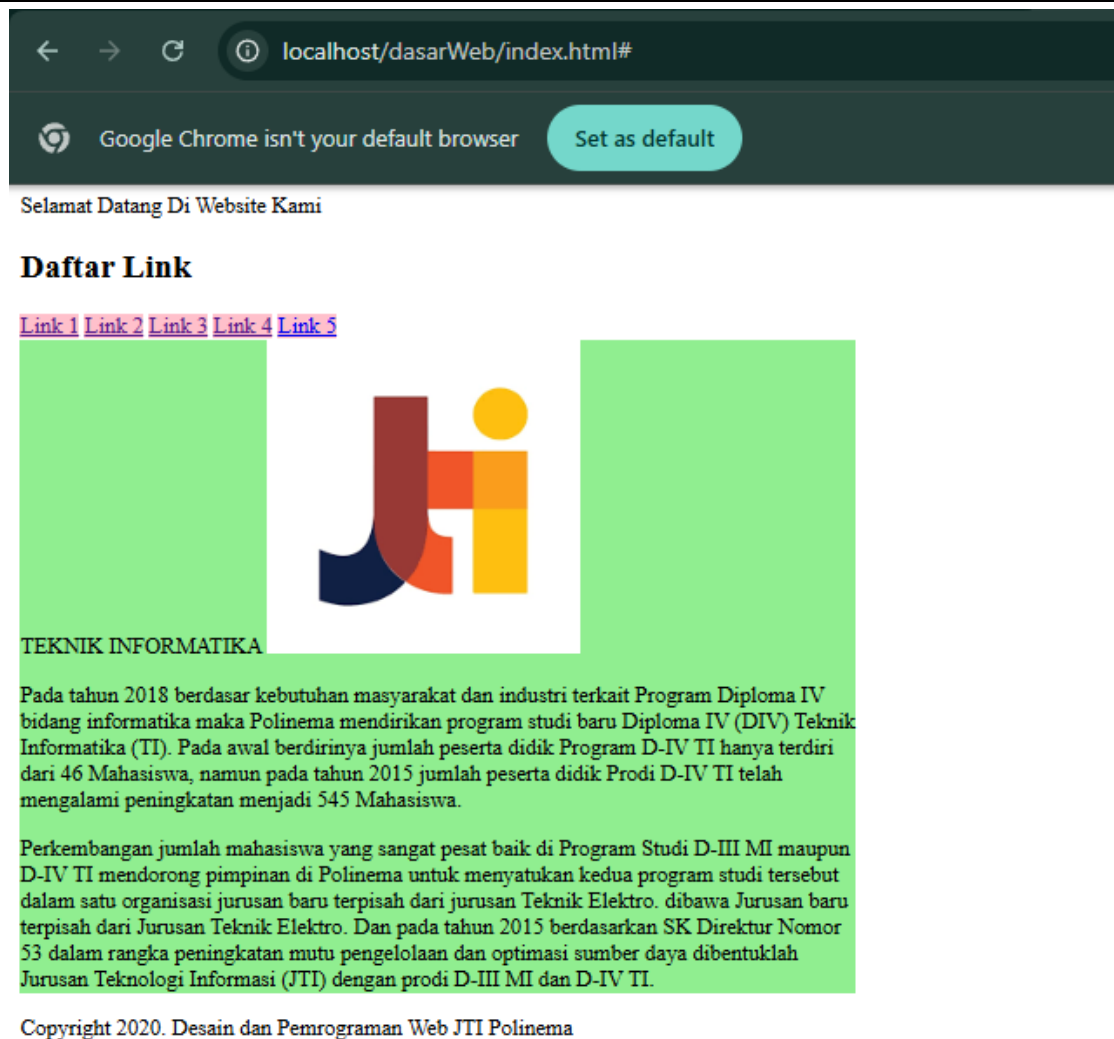 localhost/dasarWeb/index.html#
Google Chrome isn't your default browser
Set as default
Selamat Datang Di Website Kami
Daftar Link
Link 1 Link 2 Link 3 Link 4 Link 5
Jti
TEKNIK INFORMATIKA
Pada tahun 2018 berdasar kebutuhan masyarakat dan industri terkait Program Diploma IV
bidang informatika maka Polinema mendirikan program studi baru Diploma IV (DIV) Teknik
Informatika (TI). Pada awal berdirinya jumlah peserta didik Program D-IV TI hanya terdiri
dari 46 Mahasiswa, namun pada tahun 2015 jumlah peserta didik Prodi D-IV TI telah
mengalami peningkatan menjadi 545 Mahasiswa.
Perkembangan jumlah mahasiswa yang sangat pesat baik di Program Studi D-III MI maupun
D-IV TI mendorong pimpinan di Polinema untuk menyatukan kedua program studi tersebut
dalam satu organisasi jurusan baru terpisah dari jurusan Teknik Elektro. dibawa Jurusan baru
terpisah dari Jurusan Teknik Elektro. Dan pada tahun 2015 berdasarkan SK Direktur Nomor
53 dalam rangka peningkatan mutu pengelolaan dan optimasi sumber daya dibentuklah
Jurusan Teknologi Informasi (JTI) dengan prodi D-III MI dan D-IV TI.
Copyright 2020. Desain dan Pemrograman Web JTI Polinema